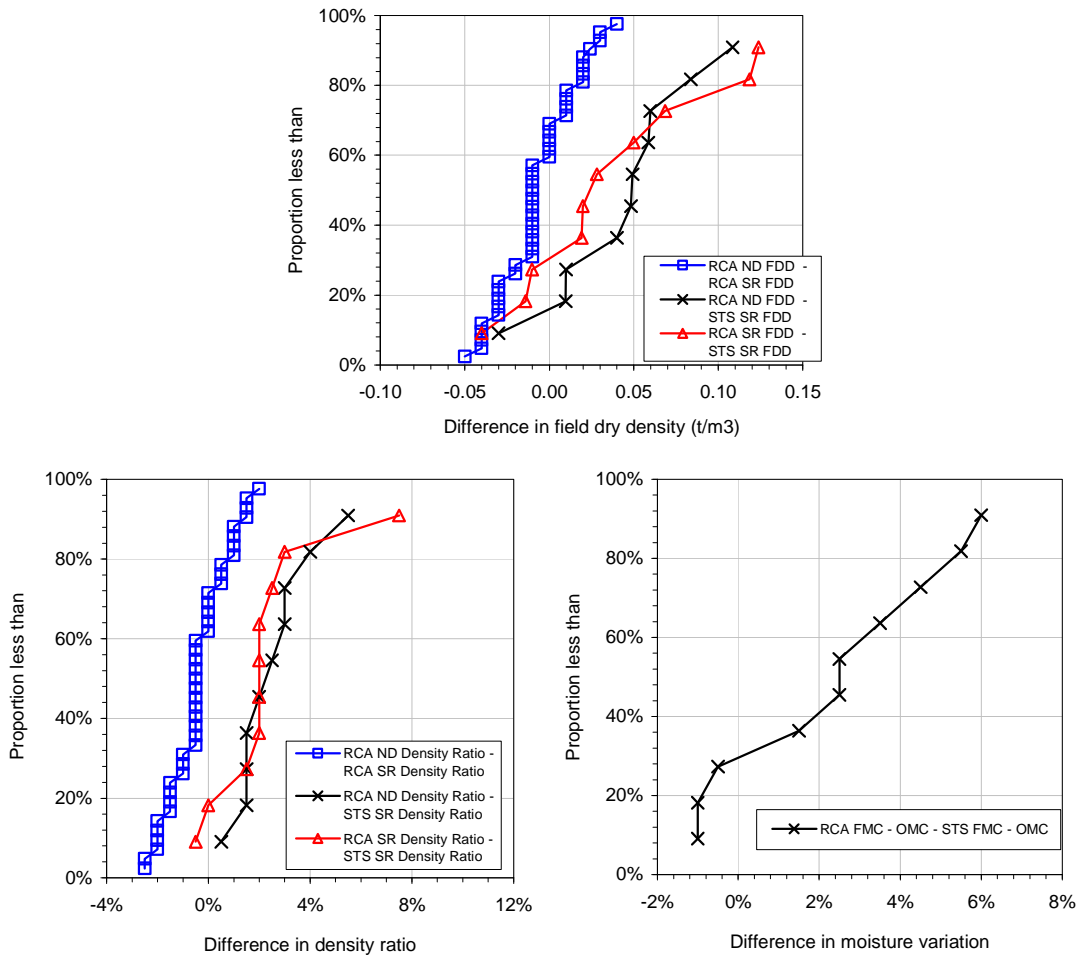 100%
80%
60%
40%
20%
0%
Proportion less than
-0.10
-0.05
0.00
0.05
0.10
0.15
Difference in field dry density (t/m3)
RCA ND FDD -
RCA SR FDD
RCA ND FDD -
STS SR FDD
RCA SR FDD -
STS SR FDD
100%
80%
60%
40%
20%
0%
Proportion less than
-4%
0%
4%
8%
12%
Difference in density ratio
RCA ND Density Ratio -
RCA SR Density Ratio
RCA ND Density Ratio -
STS SR Density Ratio
RCA SR Density Ratio -
STS SR Density Ratio
100%
80%
60%
40%
20%
0%
Proportion less than
-2%
0%
2%
4%
6%
8%
Difference in moisture variation
RCA FMC - OMC - STS FMC - OMC